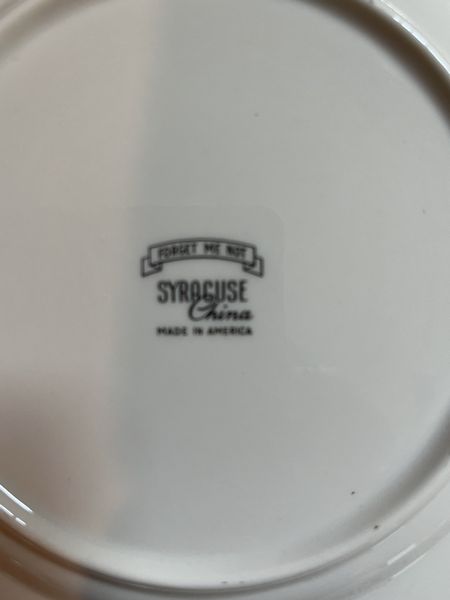 FORGET ME NOT
SYRACUSE
China
MADE IN AMERICA